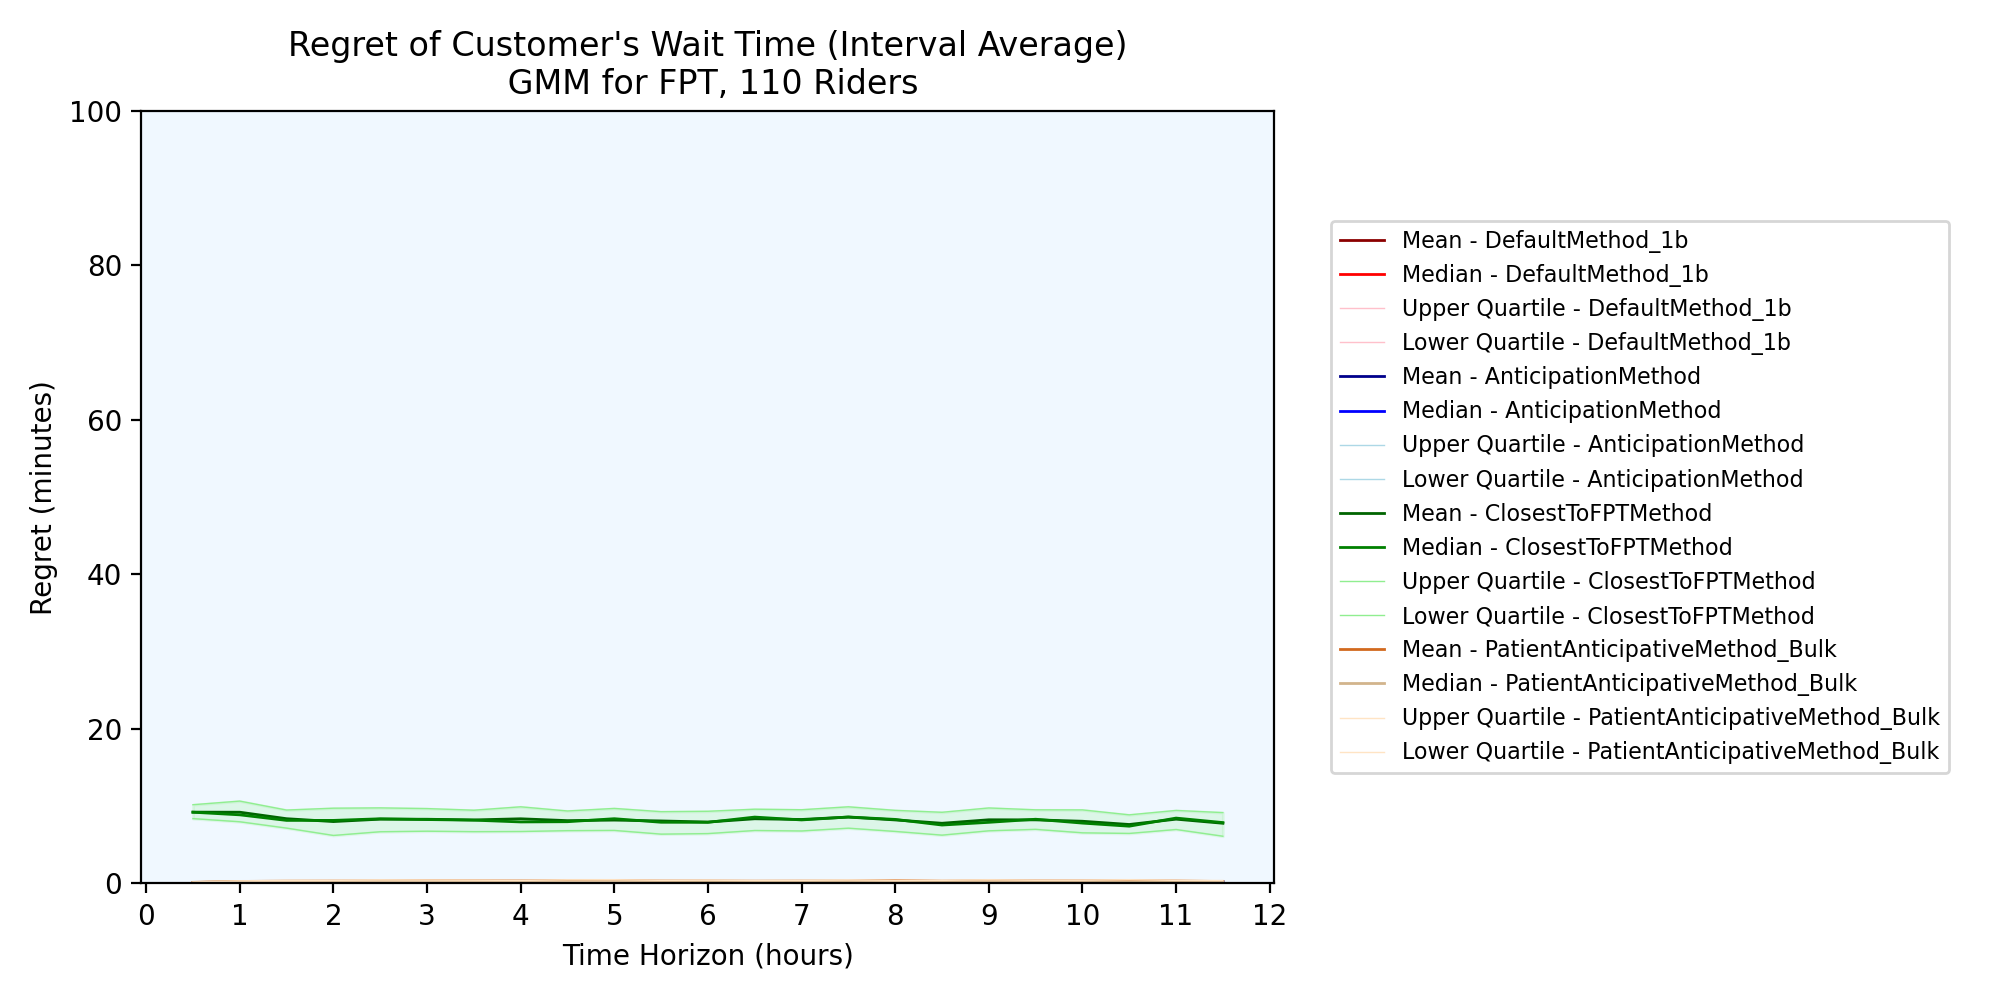 Regret of Customer's Wait Time (Interval Average)
GMM for FPT, 110 Riders
100
80
60
40
20
0
Regret (minutes)
0 1 2 3 4 5 6 7 8 9 10 11 12
Time Horizon (hours)
Mean - DefaultMethod_1b
Median - DefaultMethod_1b
Upper Quartile - DefaultMethod_1b
Lower Quartile - DefaultMethod_1b
Mean - AnticipationMethod
Median - AnticipationMethod
Upper Quartile - AnticipationMethod
Lower Quartile - AnticipationMethod
Mean - ClosestToFPTMethod
Median - ClosestToFPTMethod
Upper Quartile - ClosestToFPTMethod
Lower Quartile - ClosestToFPTMethod
Mean - PatientAnticipativeMethod_Bulk
Median - PatientAnticipativeMethod_Bulk
Upper Quartile - PatientAnticipativeMethod_Bulk
Lower Quartile - PatientAnticipativeMethod_Bulk